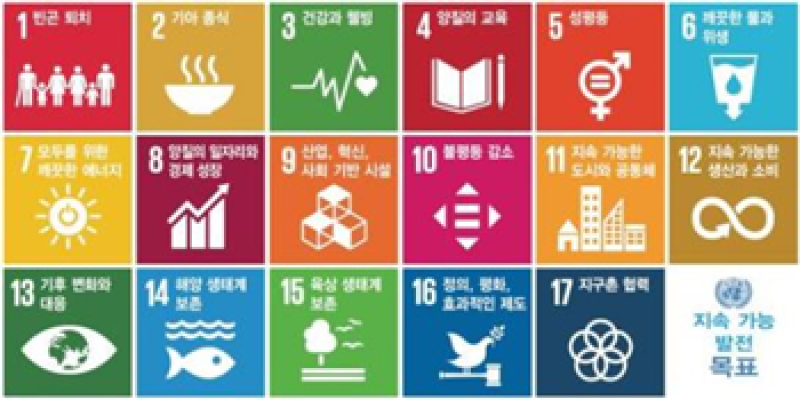 1 빈곤 퇴치
2 기아 종식
3 건강과 웰빙
4 양질의 교육
5 성평등
6 깨끗한 물과
위생
7 모두를 위한
깨끗한 에너지
8 양질의 일자리와
경제 성장
9 산업, 혁신,
사회 기반 시설
10 불평등 감소
11 지속 가능한
도시와 공동체
12 지속 가능한
생산과 소비
13 기후 변화와
대응
14 해양 생태계
보존
15 육상 생태계
보존
16 정의, 평화,
효과적인 제도
17 지구촌 협력
지속 가능
발전
목표